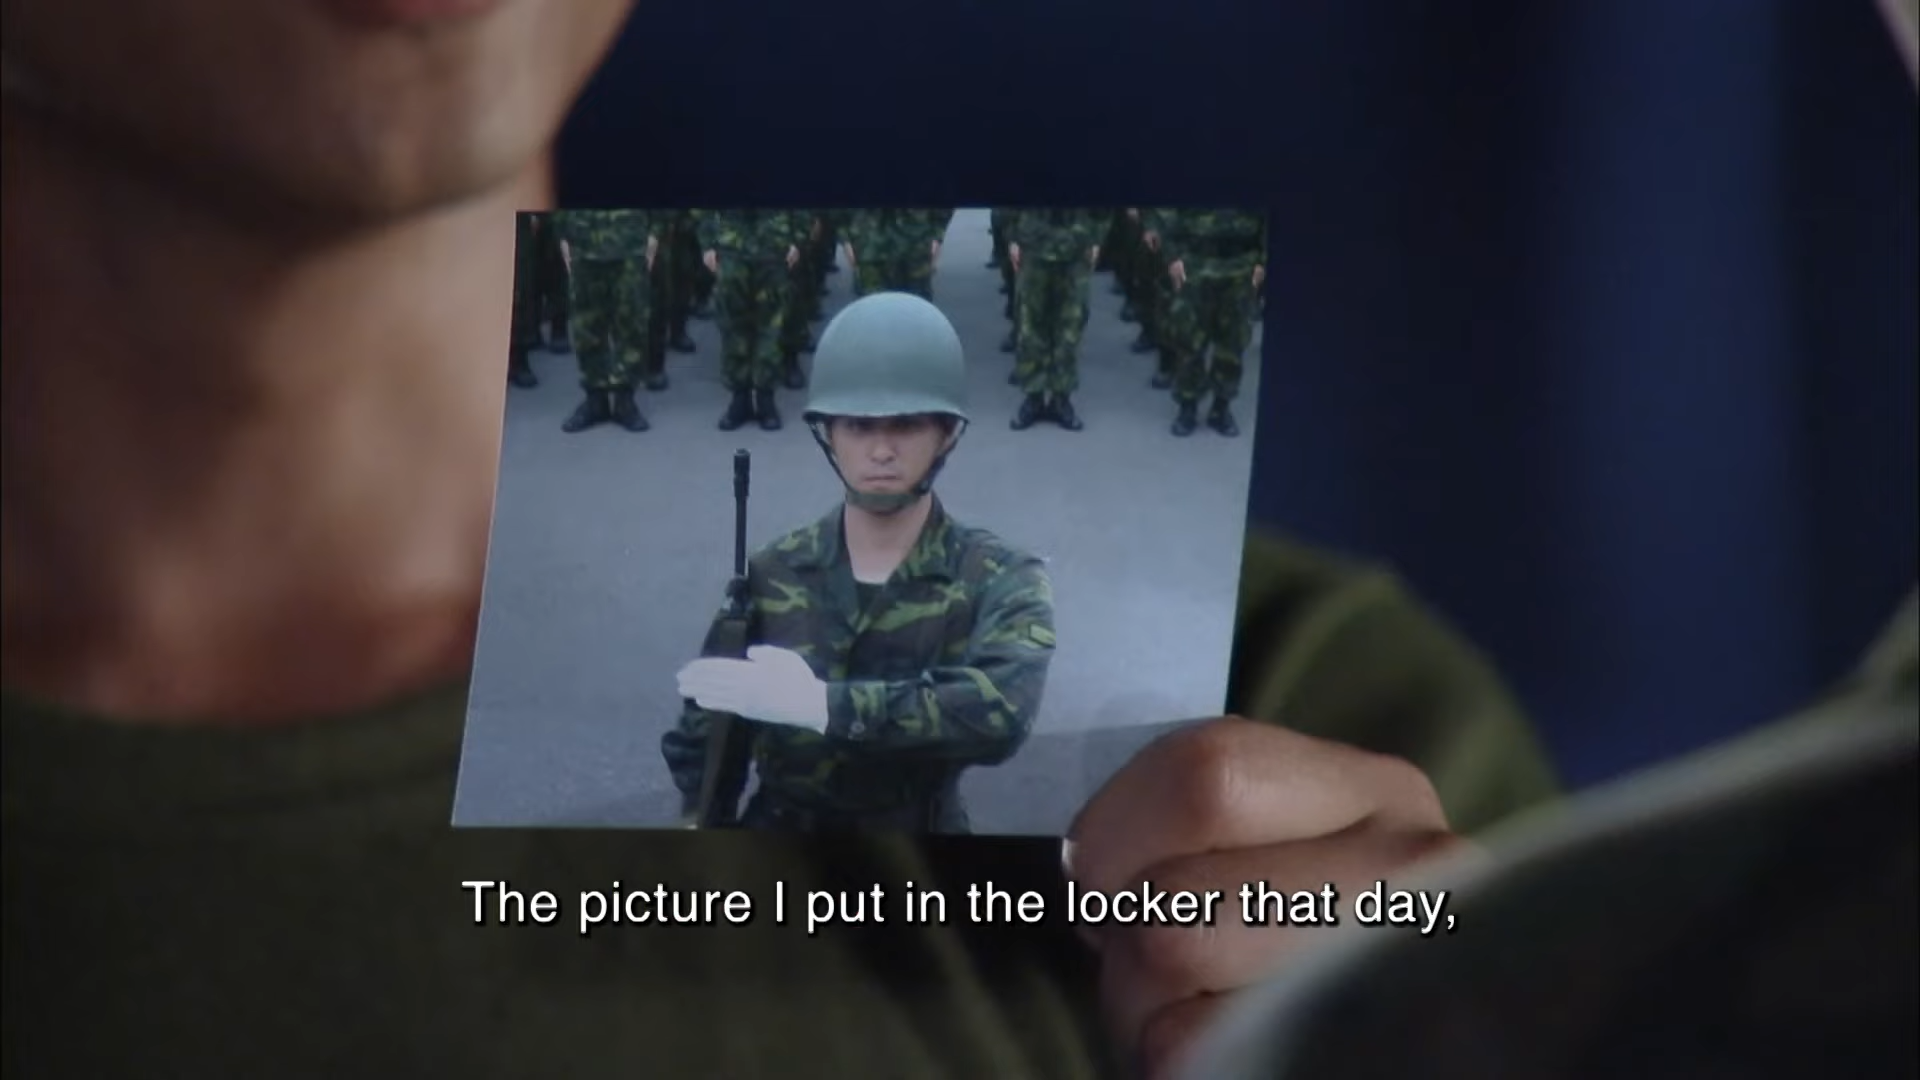 The picture I put in the locker that day,